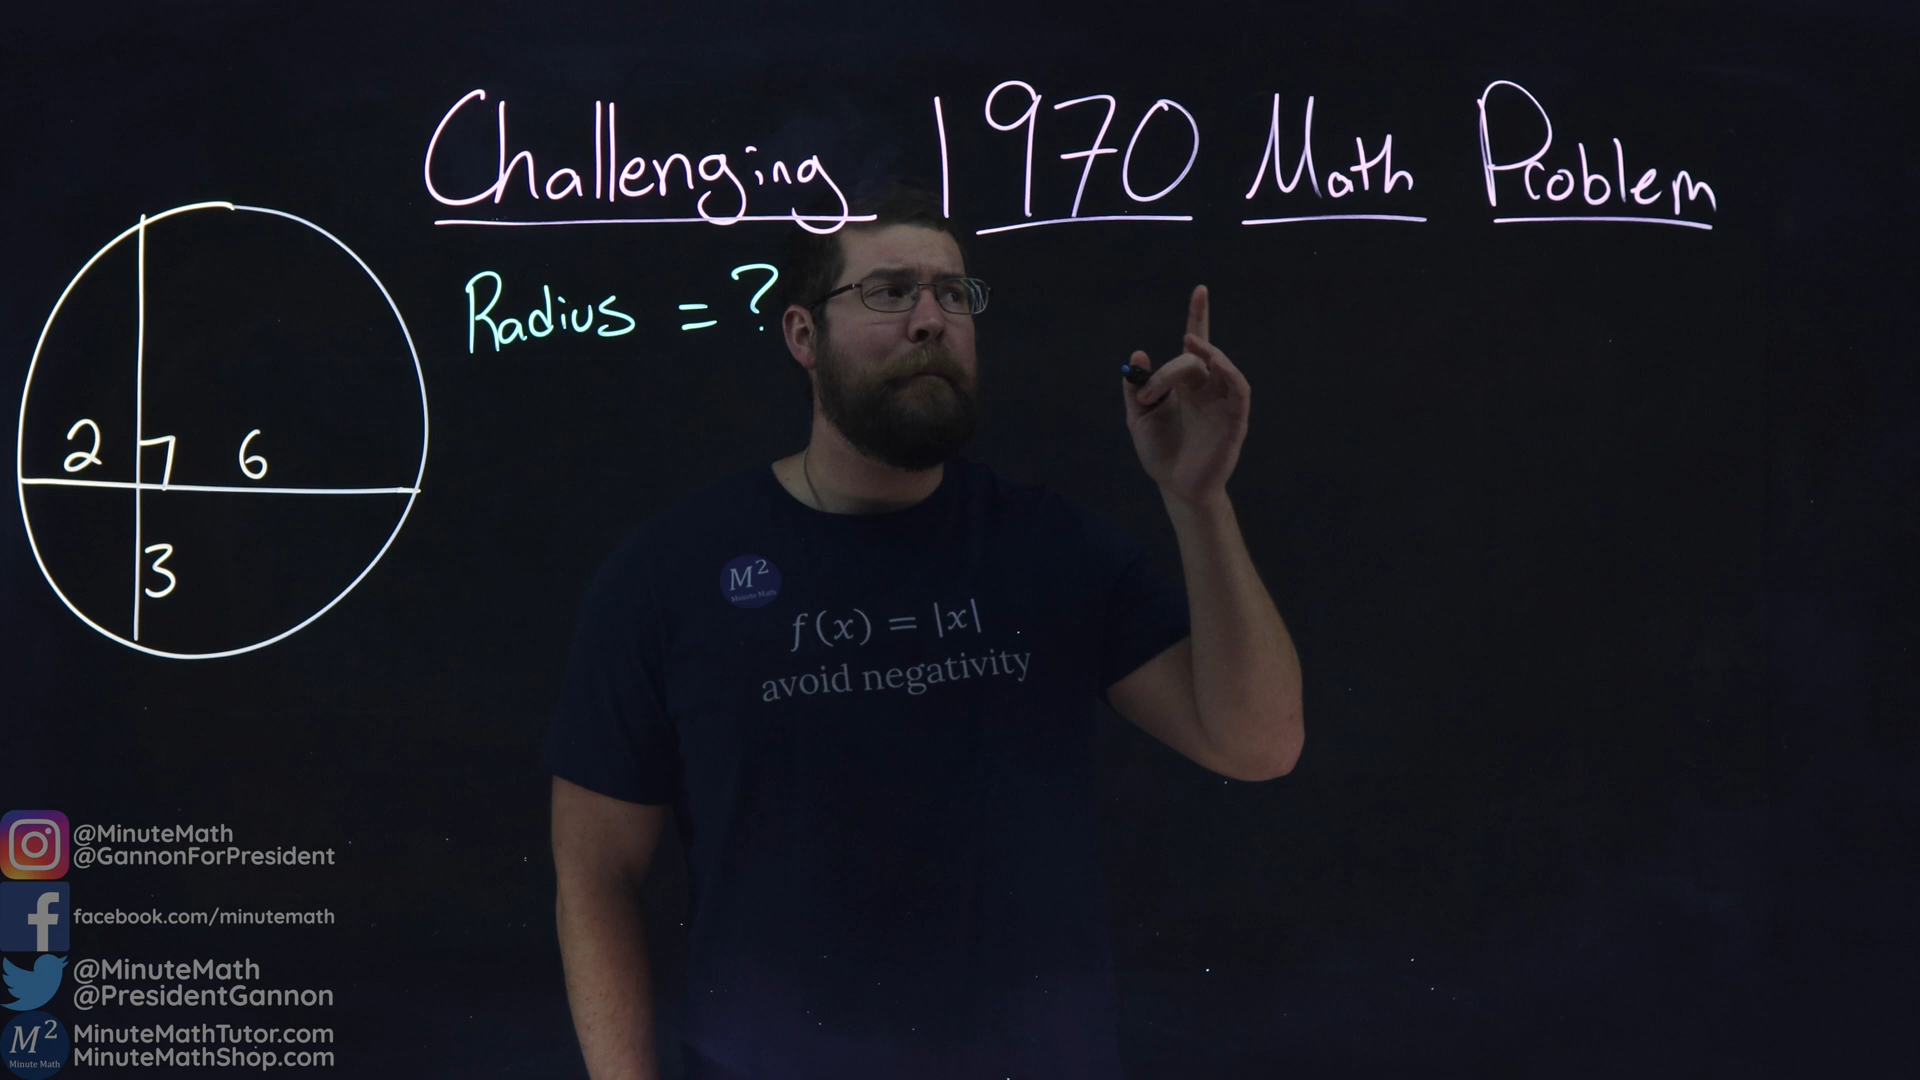 Challenging 1970 Math Problem
Radius = ?
2
6
3
M²
Minute Math
f(x) = |x|
avoid negativity
@MinuteMath
@GannonForPresident
facebook.com/minutemath
@MinuteMath
@PresidentGannon
M²
Minute Math
MinuteMathTutor.com
MinuteMathShop.com